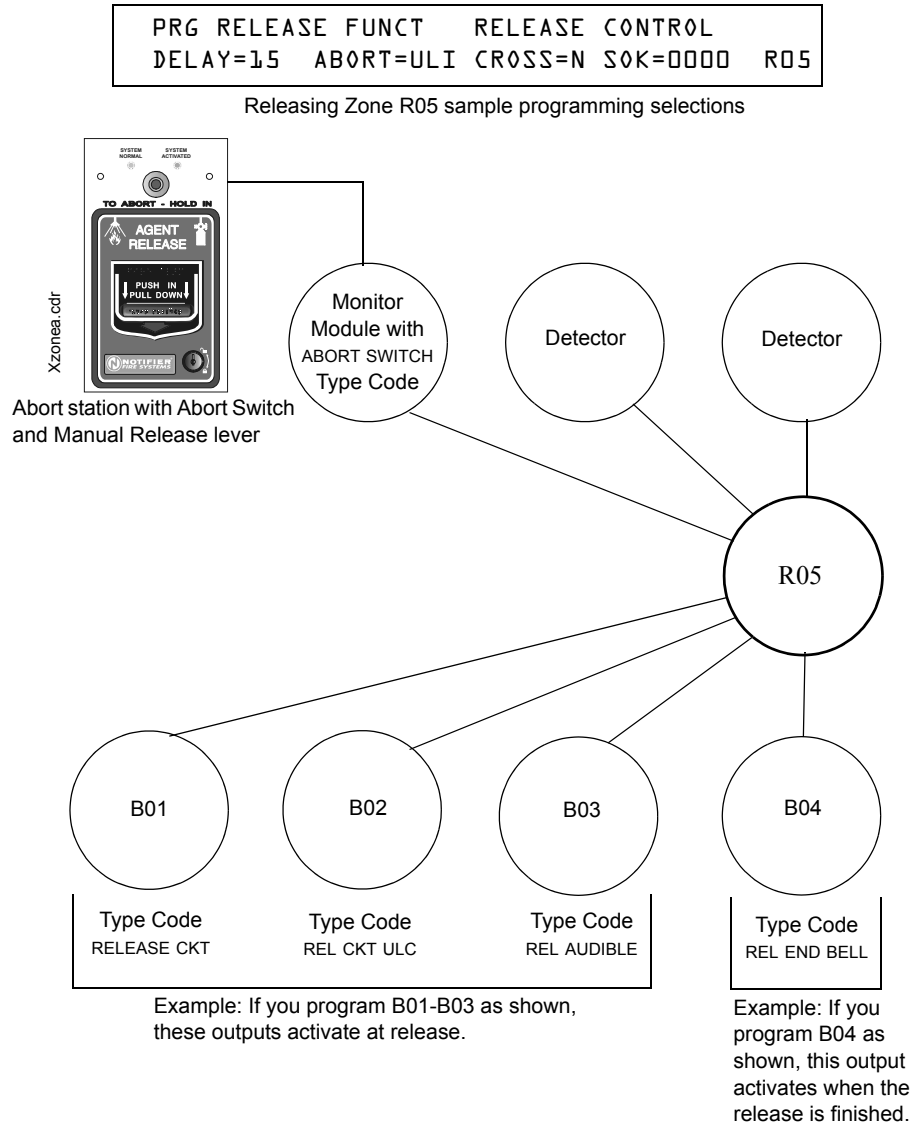 PRG RELEASE FUNCT RELEASE CONTROL
DELAY=15 ABORT=ULI CROSS=N SOK=0000 R05
Releasing Zone R05 sample programming selections
SYSTEM NORMAL
SYSTEM ACTIVATED
TO ABORT - HOLD IN
AGENT
RELEASE
PUSH IN
PULL DOWN
NOTIFIER
FIRE SYSTEMS
Xzonea.cdr
Abort station with Abort Switch
and Manual Release lever
Monitor
Module with
ABORT SWITCH
Type Code
Detector
Detector
R05
B01
B02
B03
B04
Type Code
RELEASE CKT
Type Code
REL CKT ULC
Type Code
REL AUDIBLE
Type Code
REL END BELL
Example: If you program B01-B03 as shown,
these outputs activate at release.
Example: If you
program B04 as
shown, this output
activates when the
release is finished.